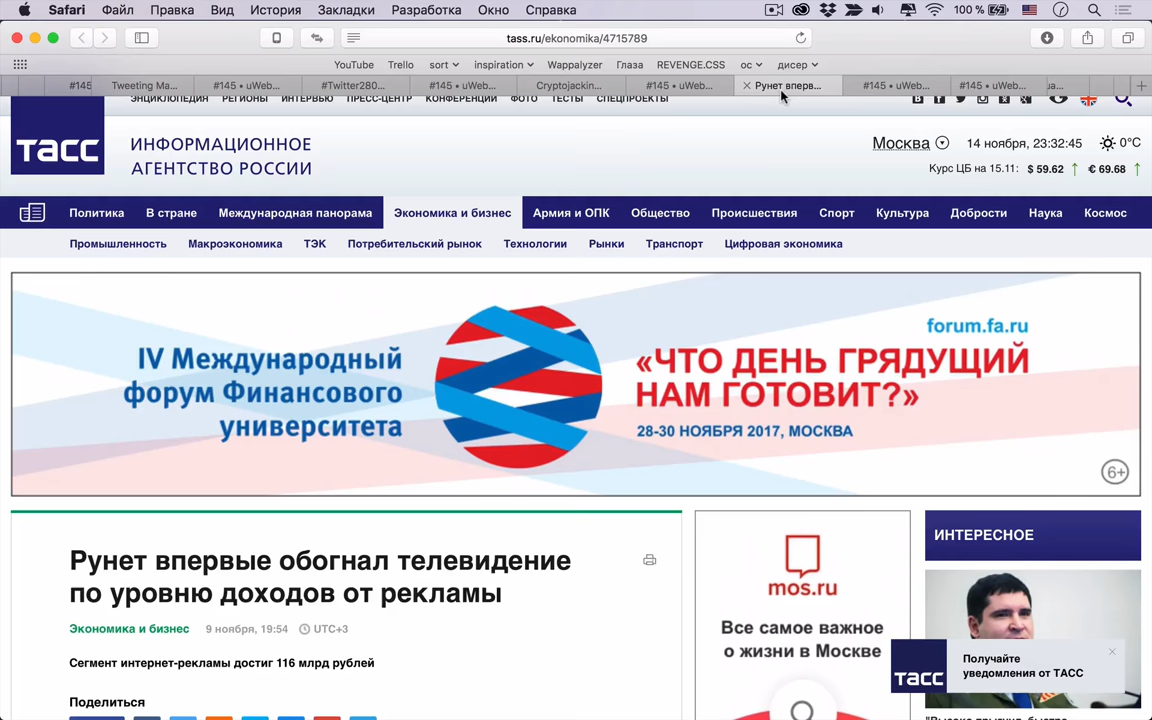 Safari Файл Правка Вид История Закладки Разработка Окно Справка 100 %
tass.ru/ekonomika/4715789
YouTube Trello sort inspiration Wappalyzer Глаза REVENGE.CSS ос дисер
#145 Tweeting Ma... #145 • uWeb... #Twitter280... #145 • uWeb... Cryptojackin... #145 • uWeb... Рунет вперв... #145 • uWeb... #145 • uWeb...
ЭНЦИКЛОПЕДИЯ РЕГИОНЫ ИНТЕРВЬЮ ПРЕСС-ЦЕНТР КОНФЕРЕНЦИИ ФОТО ТЕСТЫ СПЕЦПРОЕКТЫ
ТАСС
ИНФОРМАЦИОННОЕ
АГЕНТСТВО РОССИИ
Москва 14 ноября, 23:32:45 0°C
Курс ЦБ на 15.11: $ 59.62 ↑ € 69.68 ↑
Политика В стране Международная панорама Экономика и бизнес Армия и ОПК Общество Происшествия Спорт Культура Добрости Наука Космос
Промышленность Макроэкономика ТЭК Потребительский рынок Технологии Рынки Транспорт Цифровая экономика
IV Международный
форум Финансового
университета
forum.fa.ru
«ЧТО ДЕНЬ ГРЯДУЩИЙ
НАМ ГОТОВИТ?»
28-30 НОЯБРЯ 2017, МОСКВА
6+
Рунет впервые обогнал телевидение
по уровню доходов от рекламы
Экономика и бизнес 9 ноября, 19:54 UTC+3
Сегмент интернет-рекламы достиг 116 млрд рублей
Поделиться
mos.ru
Все самое важное
о жизни в Москве
ИНТЕРЕСНОЕ
ТАСС
Получайте
уведомления от ТАСС